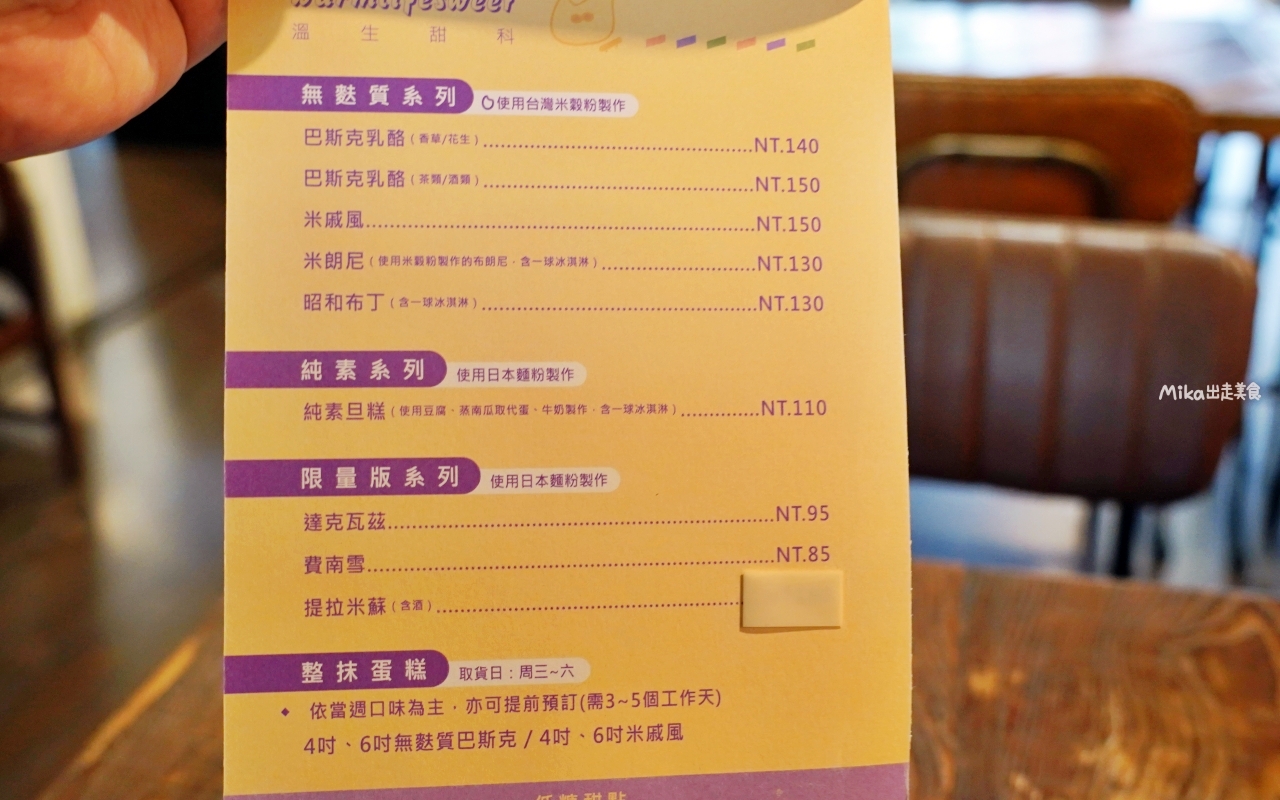 warmlifesweet
溫生甜科
無麩質系列 使用台灣米穀粉製作
巴斯克乳酪(香草/花生)......NT.140
巴斯克乳酪(茶類/酒類)......NT.150
米戚風......NT.150
米朗尼(使用米穀粉製作的布朗尼．含一球冰淇淋)......NT.130
昭和布丁(含一球冰淇淋)......NT.130
純素系列 使用日本麵粉製作
純素旦糕(使用豆腐、蒸南瓜取代蛋、牛奶製作．含一球冰淇淋)......NT.110
限量版系列 使用日本麵粉製作
達克瓦茲......NT.95
費南雪......NT.85
提拉米蘇(含酒)......
整抹蛋糕 取貨日：周三~六
◆ 依當週口味為主．亦可提前預訂(需3~5個工作天)
4吋、6吋無麩質巴斯克 / 4吋、6吋米戚風
低糖甜點
Mika出走美食